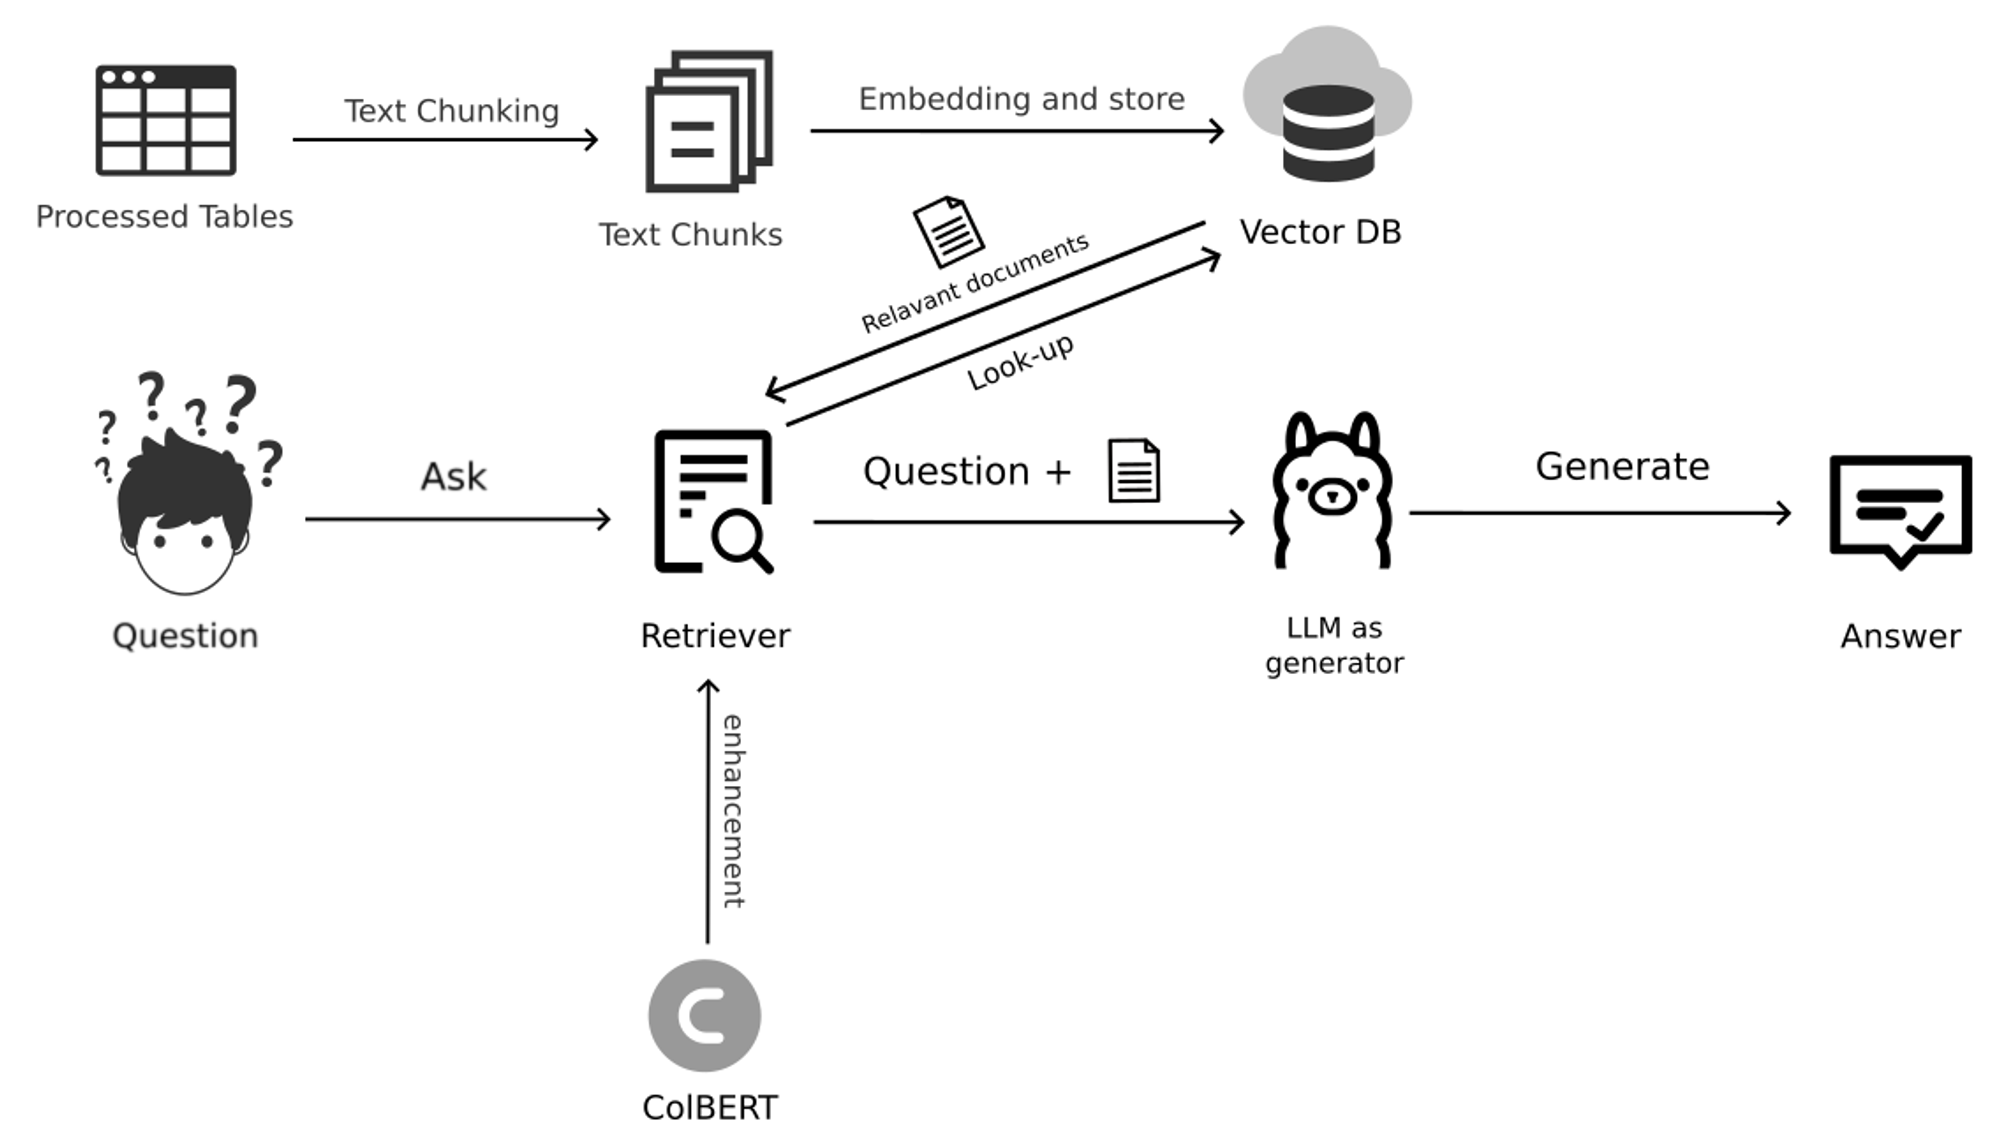 Text Chunking
Embedding and store
Processed Tables
Text Chunks
Vector DB
Relavant documents
Look-up
? ? ? ? ? ?
Ask
Question +
Generate
Question
Retriever
LLM as
generator
Answer
enhancement
C
ColBERT